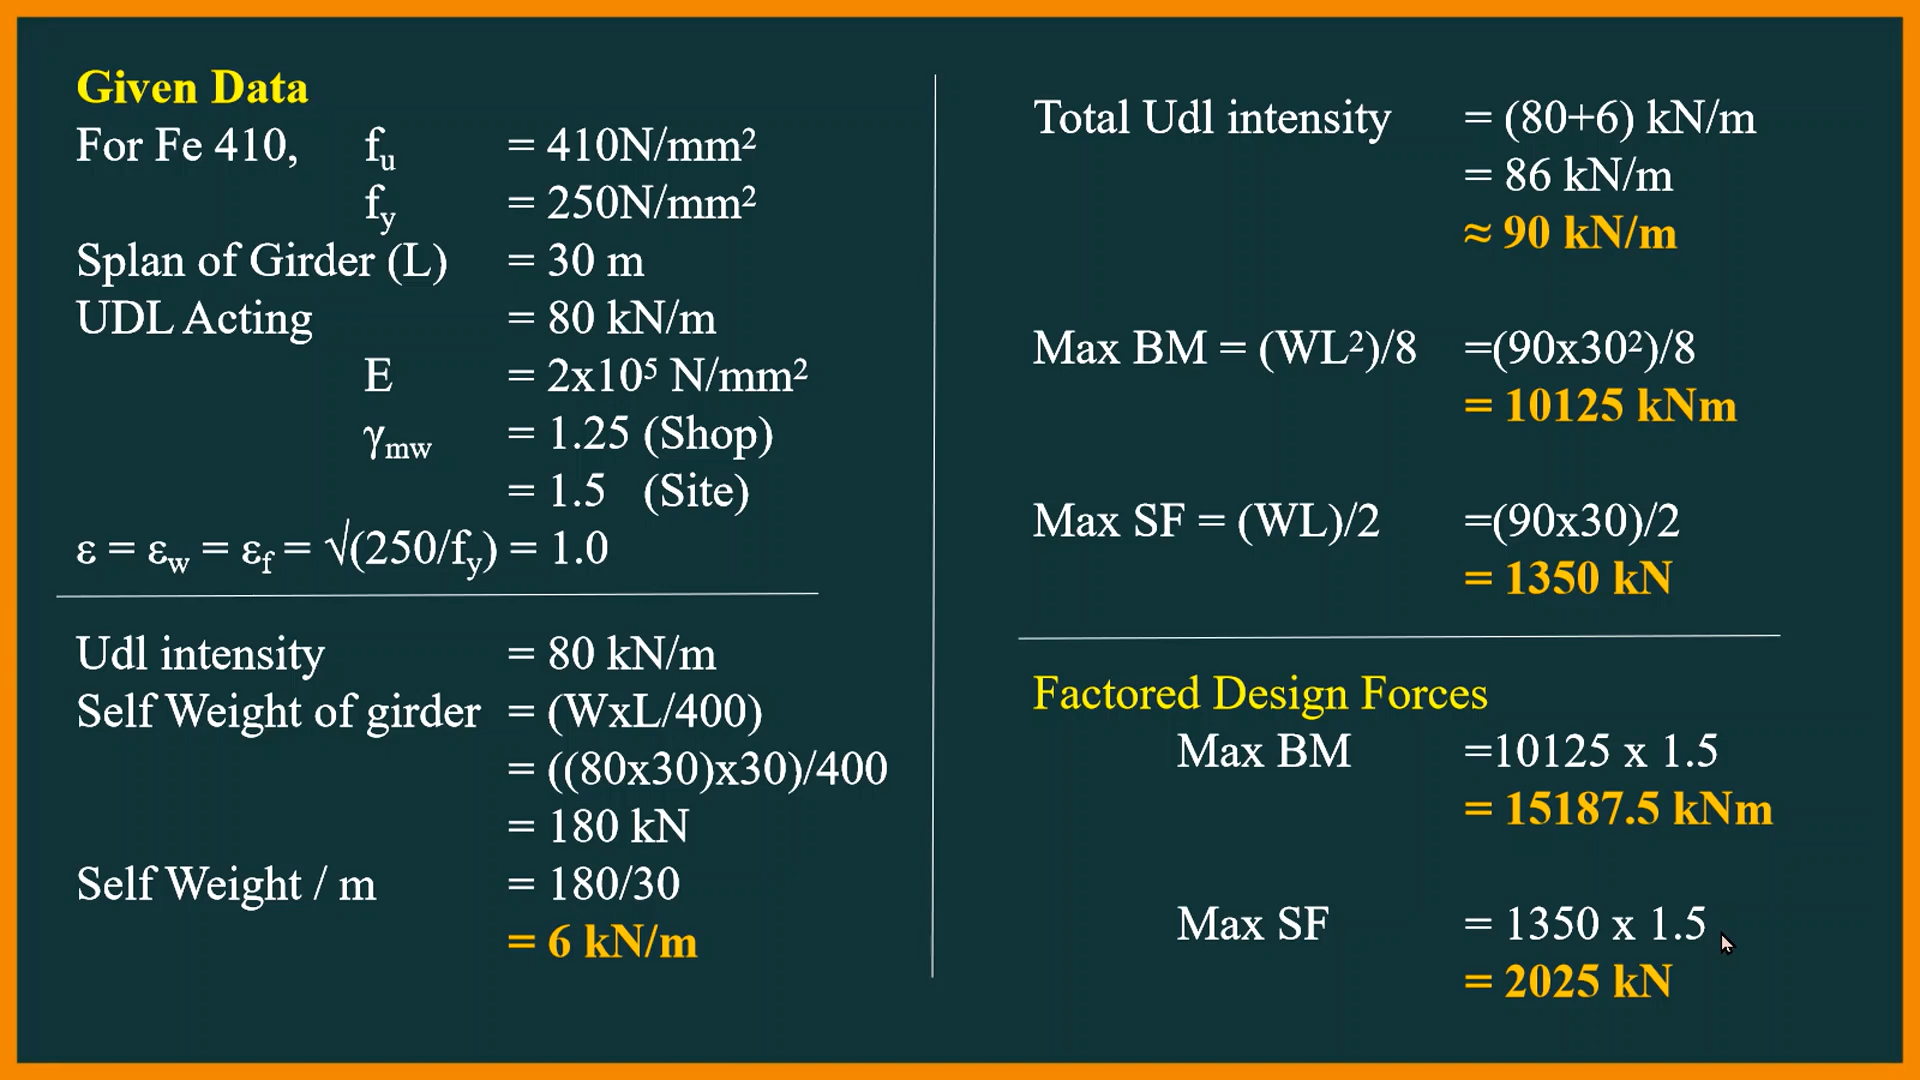 Given Data
For Fe 410, fᵤ = 410N/mm²
f_y = 250N/mm²
Splan of Girder (L) = 30 m
UDL Acting = 80 kN/m
E = 2x10⁵ N/mm²
γ_mw = 1.25 (Shop)
= 1.5 (Site)
ε = ε_w = ε_f = √(250/f_y) = 1.0
Udl intensity = 80 kN/m
Self Weight of girder = (WxL/400)
= ((80x30)x30)/400
= 180 kN
Self Weight / m = 180/30
= 6 kN/m
Total Udl intensity = (80+6) kN/m
= 86 kN/m
≈ 90 kN/m
Max BM = (WL²)/8 =(90x30²)/8
= 10125 kNm
Max SF = (WL)/2 =(90x30)/2
= 1350 kN
Factored Design Forces
Max BM =10125 x 1.5
= 15187.5 kNm
Max SF = 1350 x 1.5
= 2025 kN